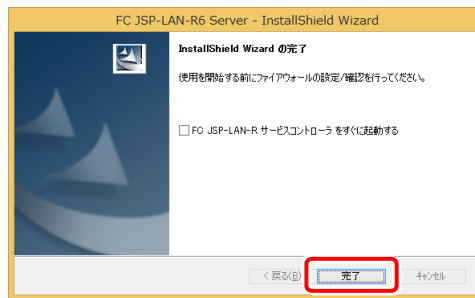 FC JSP-LAN-R6 Server - InstallShield Wizard
InstallShield Wizard の完了
使用を開始する前にファイアウォールの設定/確認を行ってください。
FC JSP-LAN-R サービスコントローラ をすぐに起動する
< 戻る(B)
完了
キャンセル